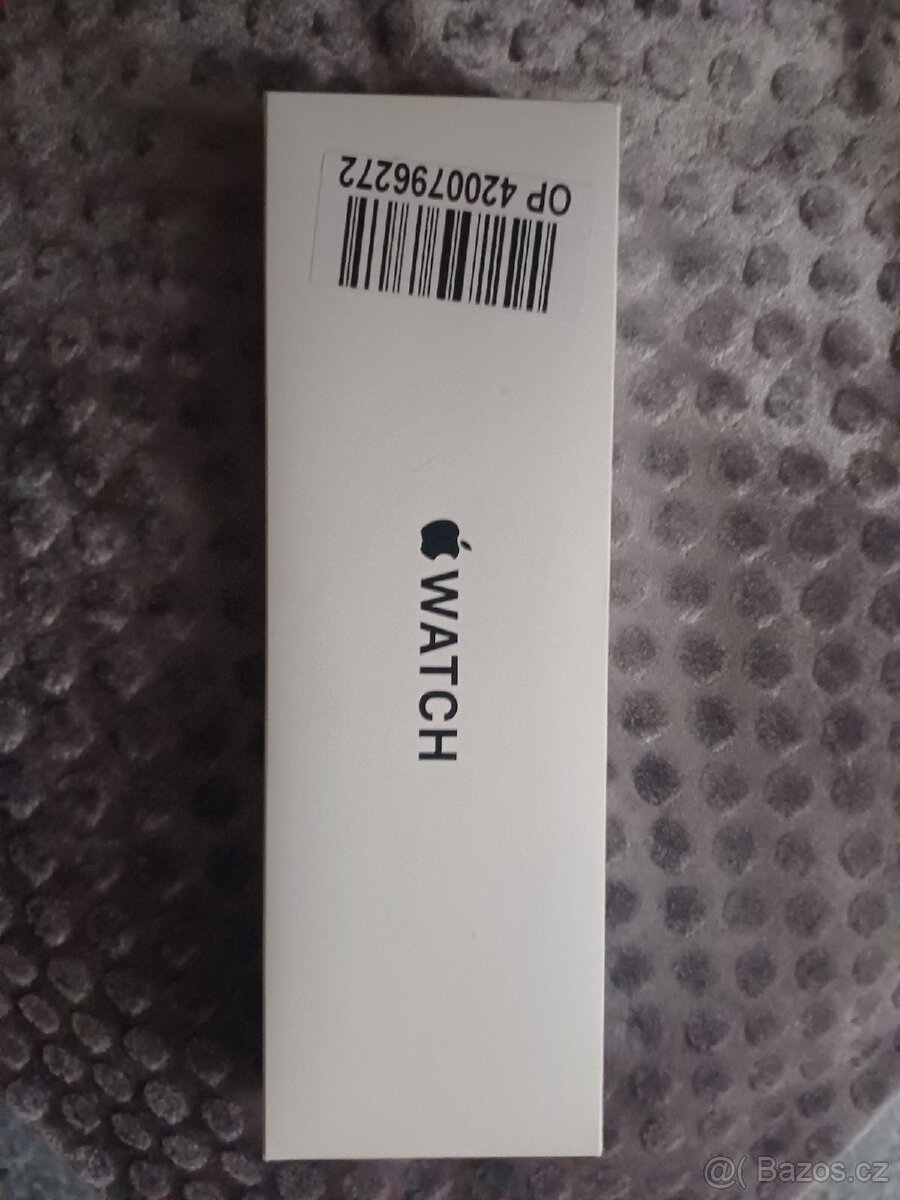 OP 4200796272
WATCH
@( Bazos.cz